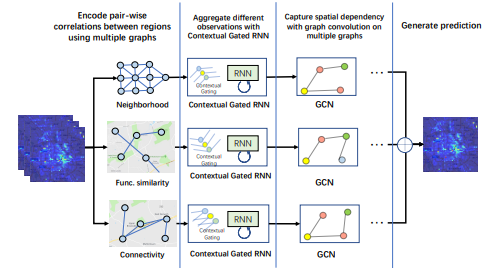 Encode pair-wise
correlations between regions
using multiple graphs
Aggregate different
observations with
Contextual Gated RNN
Capture spatial dependency
with graph convolution on
multiple graphs
Generate prediction
Neighborhood
Contextual
Gating
RNN
Contextual Gated RNN
GCN
...
Func. similarity
Contextual
Gating
RNN
Contextual Gated RNN
GCN
...
Connectivity
Contextual
Gating
RNN
Contextual Gated RNN
GCN
...